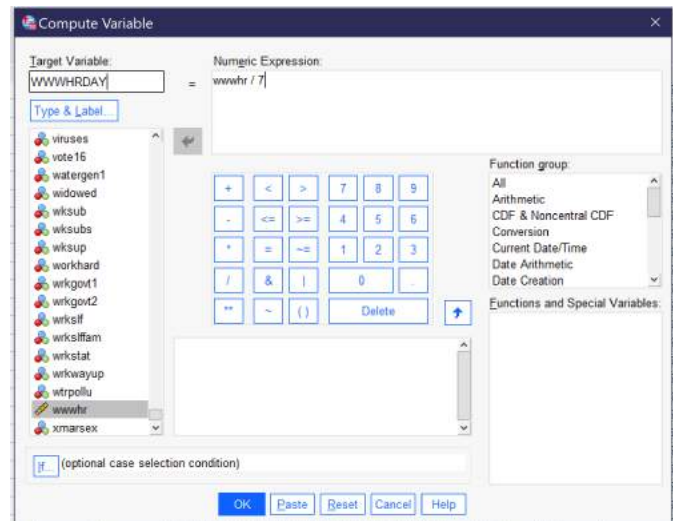 Compute Variable
Target Variable:
WWWHRDAY
=
Numeric Expression:
wwwhr / 7
Type & Label...
viruses
vote16
watergen1
widowed
wksub
wksubs
wksup
workhard
wrkgovt1
wrkgovt2
wrkslf
wrkslffam
wrkstat
wrkwayup
wtrpollu
wwwhr
xmarsex
+ < > 7 8 9
- <= >= 4 5 6
* = ~= 1 2 3
/ & | 0 .
** ~ ( ) Delete
Function group:
All
Arithmetic
CDF & Noncentral CDF
Conversion
Current Date/Time
Date Arithmetic
Date Creation
Functions and Special Variables:
If... (optional case selection condition)
OK Paste Reset Cancel Help